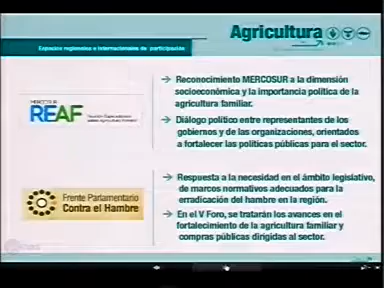 Agricultura
Espacios regionales e internacionales de participación
MERCOSUR
REAF
→ Reconocimiento MERCOSUR a la dimensión
socioeconómica y la importancia política de la
agricultura familiar.
→ Diálogo político entre representantes de los
gobiernos y de las organizaciones, orientados
a fortalecer las políticas públicas para el sector.
Frente Parlamentario
Contra el Hambre
→ Respuesta a la necesidad en el ámbito legislativo,
de marcos normativos adecuados para la
erradicación del hambre en la región.
→ En el V Foro, se tratarán los avances en el
fortalecimiento de la agricultura familiar y
compras públicas dirigidas al sector.